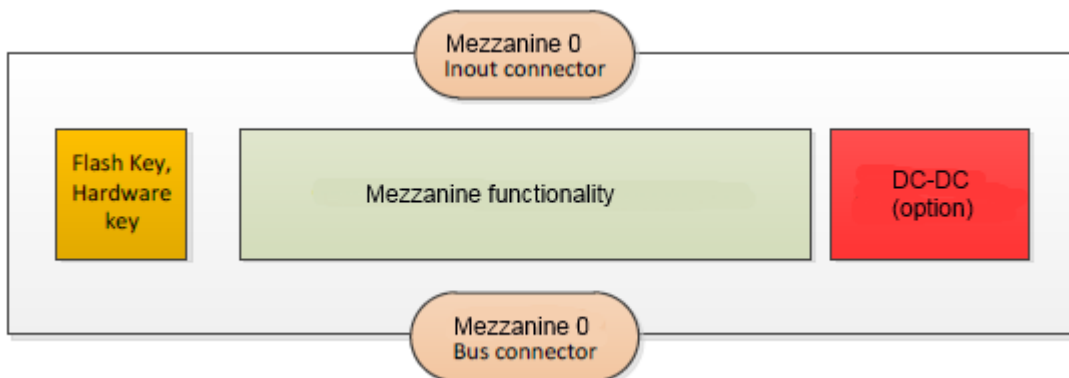 Mezzanine 0
Inout connector
Flash Key,
Hardware
key
Mezzanine functionality
DC-DC
(option)
Mezzanine 0
Bus connector